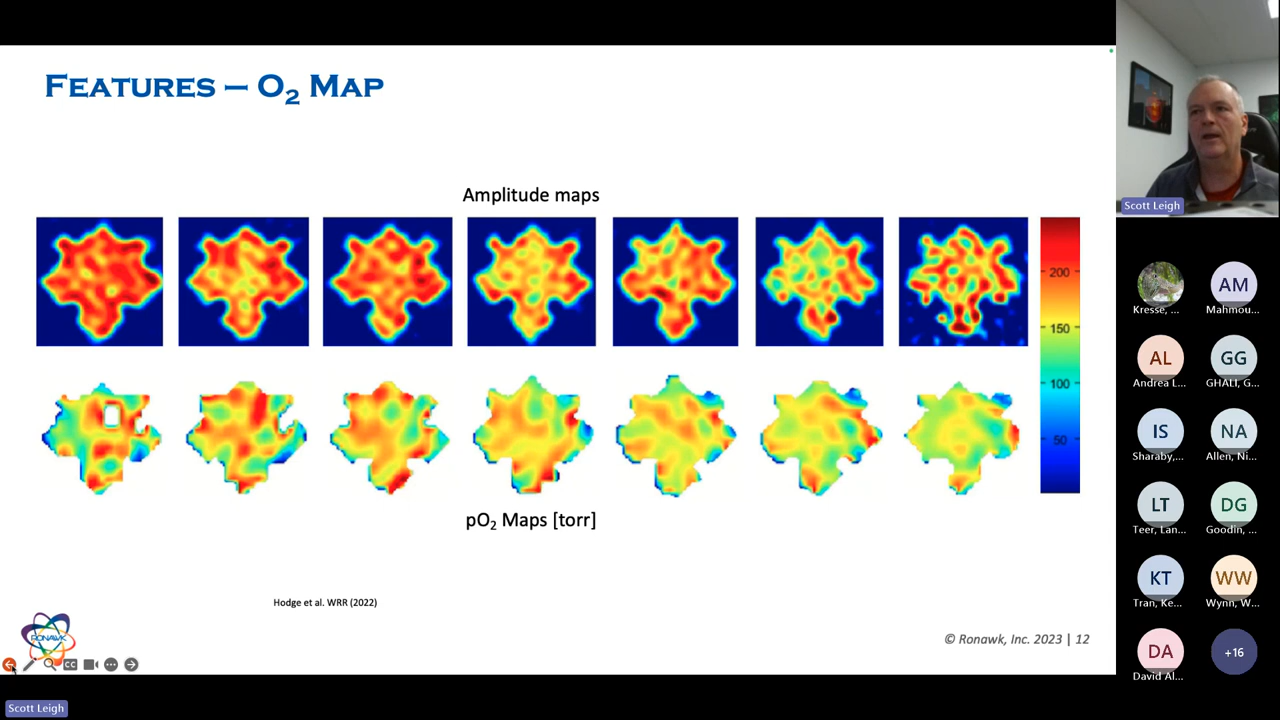 FEATURES – O2 MAP
Amplitude maps
200
150
100
50
pO2 Maps [torr]
Hodge et al. WRR (2022)
RONAWK
© Ronawk, Inc. 2023 | 12
CC
Scott Leigh
Scott Leigh
Kresse, ...
AM
Mahmou...
AL
Andrea L...
GG
GHALI, G...
IS
Sharaby,...
NA
Allen, Ni...
LT
Teer, Lan...
DG
Goodin, ...
KT
Tran, Ke...
WW
Wynn, W...
DA
David Al...
+16